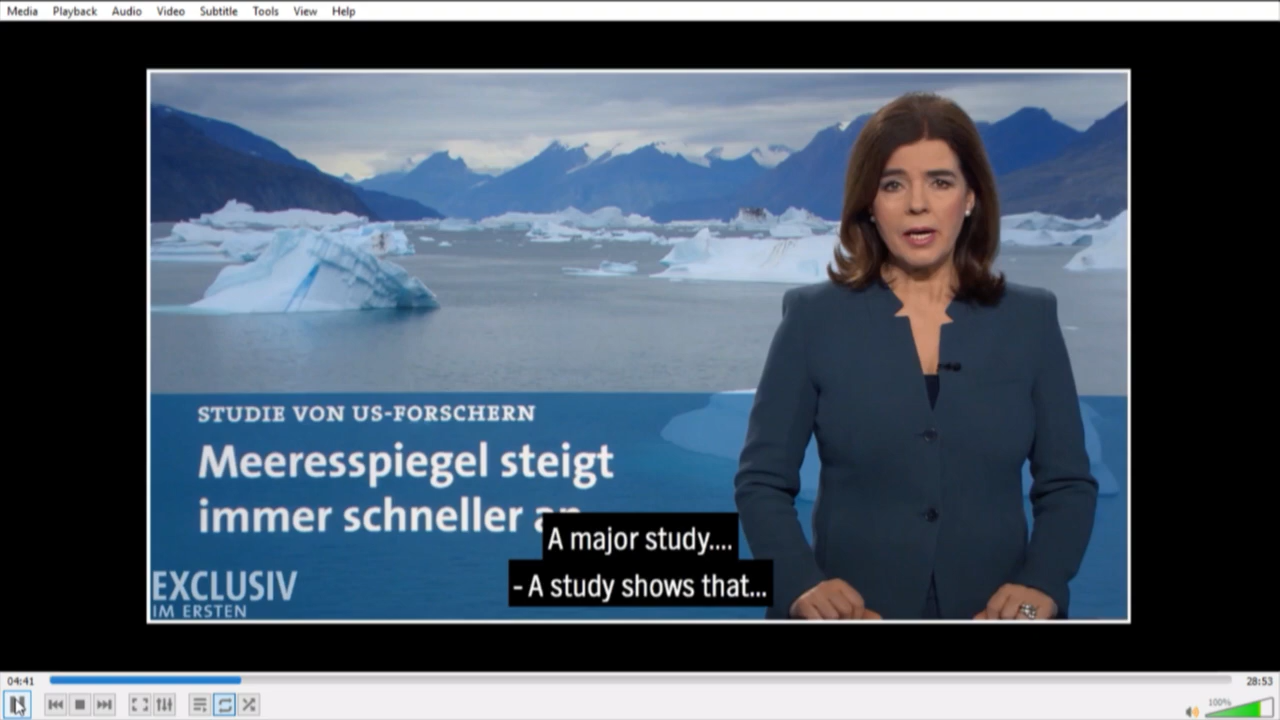 Media Playback Audio Video Subtitle Tools View Help
STUDIE VON US-FORSCHERN
Meeresspiegel steigt
immer schneller an
A major study....
- A study shows that...
EXCLUSIV
IM ERSTEN
04:41
28:53
100%